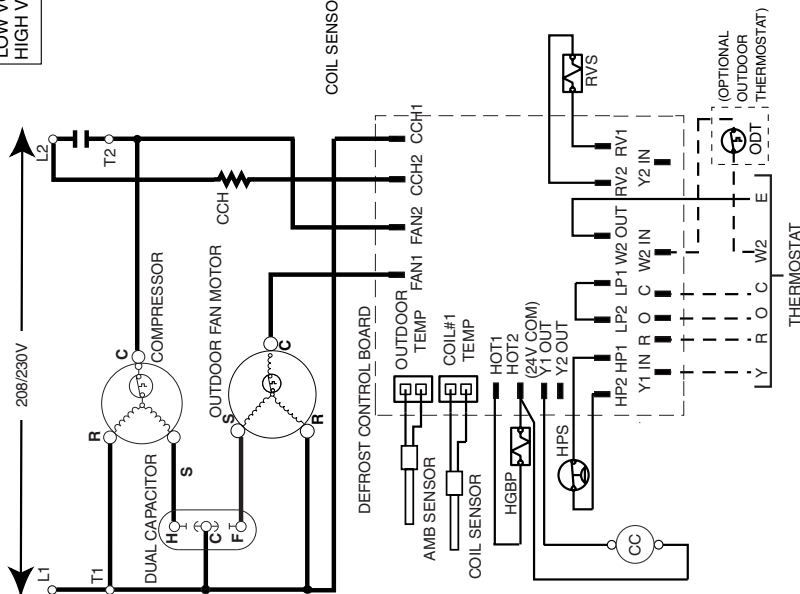 HIGH V
208/230V
L1
L2
T1
T2
COMPRESSOR
C
R
S
DUAL CAPACITOR
H
C
F
OUTDOOR FAN MOTOR
S
C
R
CCH
COIL SENSO
DEFROST CONTROL BOARD
FAN1
FAN2
CCH2
CCH1
OUTDOOR
TEMP
COIL#1
TEMP
AMB SENSOR
COIL SENSOR
HOT1
HOT2
(24V COM)
Y1 OUT
Y2 OUT
HGBP
HPS
CC
HP2
HP1
LP2
LP1
W2 OUT
RV2
RV1
Y1 IN
R
O
C
W2 IN
Y2 IN
RVS
(OPTIONAL
OUTDOOR
THERMOSTAT)
ODT
Y
R
O
C
W2
E
THERMOSTAT